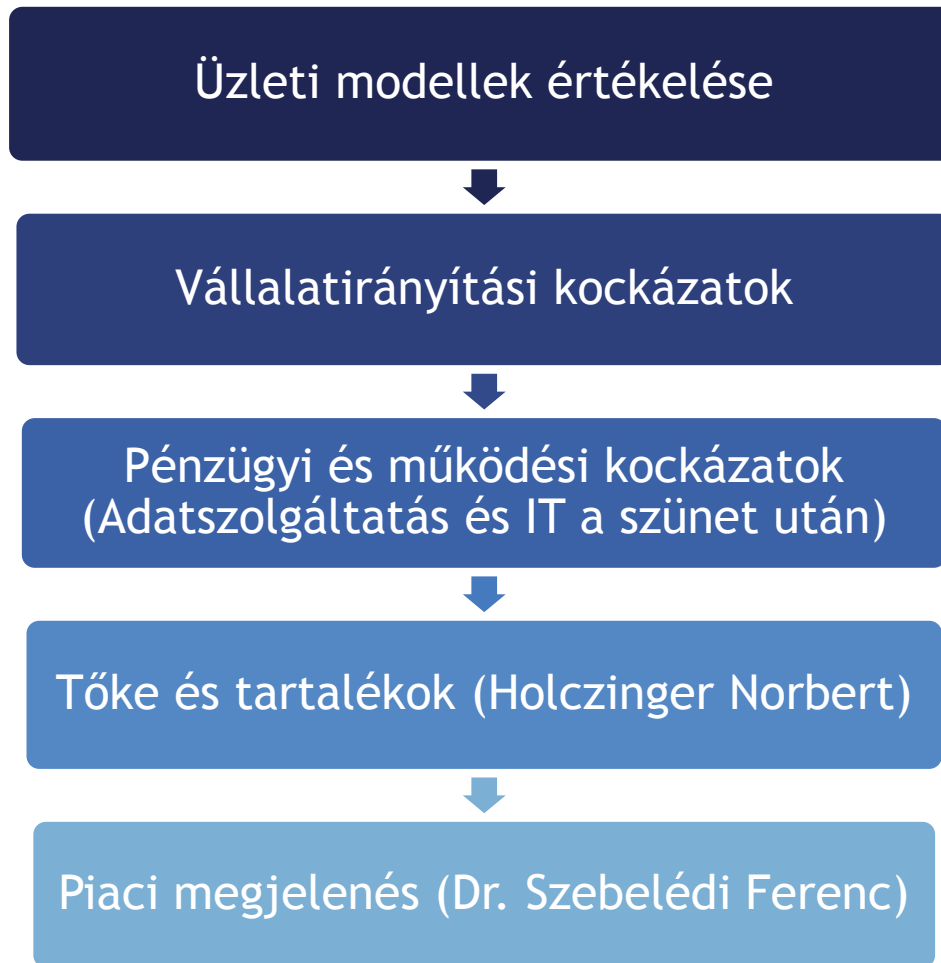 Üzleti modellek értékelése
Vállalatirányítási kockázatok
Pénzügyi és működési kockázatok
(Adatszolgáltatás és IT a szünet után)
Tőke és tartalékok (Holczinger Norbert)
Piaci megjelenés (Dr. Szebelédi Ferenc)